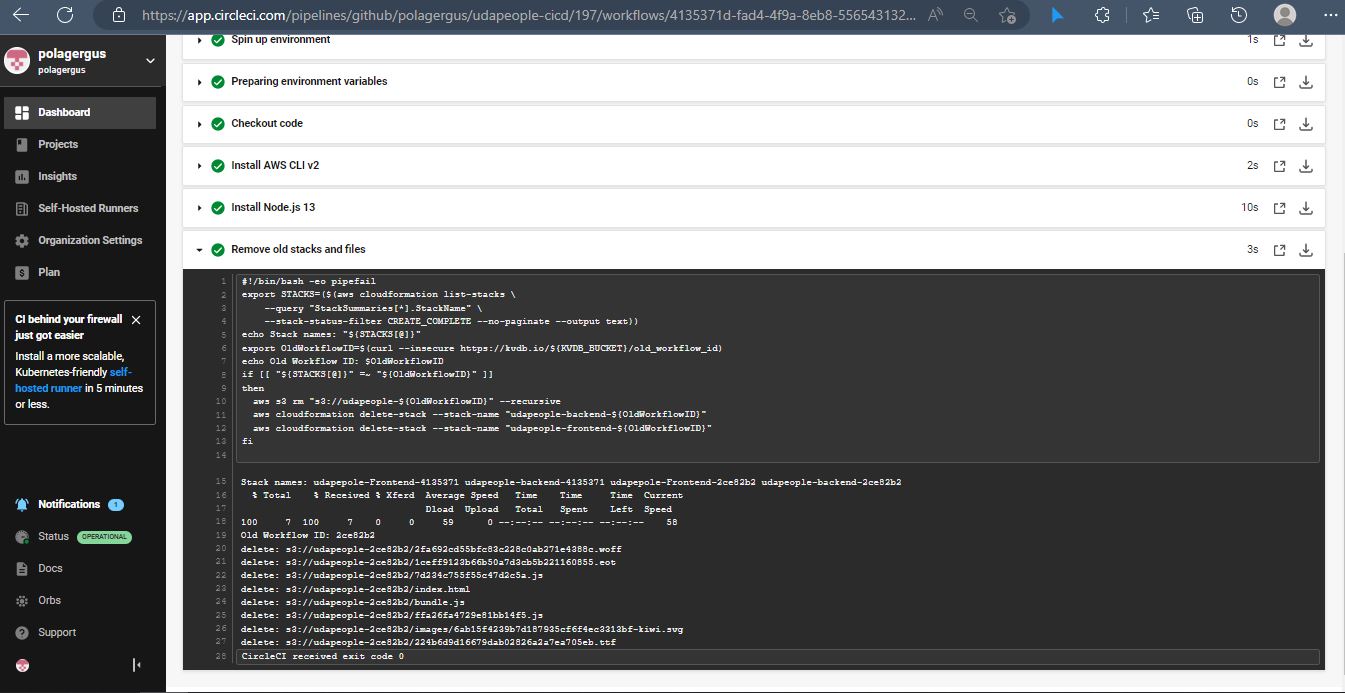 https://app.circleci.com/pipelines/github/polagergus/udapeople-cicd/197/workflows/4135371d-fad4-4f9a-8eb8-556543132...
polagergus
polagergus
Dashboard
Projects
Insights
Self-Hosted Runners
Organization Settings
Plan
CI behind your firewall
just got easier
Install a more scalable,
Kubernetes-friendly self-
hosted runner in 5 minutes
or less.
Notifications 1
Status OPERATIONAL
Docs
Orbs
Support
Spin up environment 1s
Preparing environment variables 0s
Checkout code 0s
Install AWS CLI v2 2s
Install Node.js 13 10s
Remove old stacks and files 3s
1 #!/bin/bash -eo pipefail
2 export STACKS=($(aws cloudformation list-stacks \
3 --query "StackSummaries[*].StackName" \
4 --stack-status-filter CREATE_COMPLETE --no-paginate --output text))
5 echo Stack names: "${STACKS[@]}"
6 export OldWorkflowID=$(curl --insecure https://kvdb.io/${KVDB_BUCKET}/old_workflow_id)
7 echo Old Workflow ID: $OldWorkflowID
8 if [[ "${STACKS[@]}" =~ "${OldWorkflowID}" ]]
9 then
10 aws s3 rm "s3://udapeople-${OldWorkflowID}" --recursive
11 aws cloudformation delete-stack --stack-name "udapeople-backend-${OldWorkflowID}"
12 aws cloudformation delete-stack --stack-name "udapeople-frontend-${OldWorkflowID}"
13 fi
14
15 Stack names: udapepole-Frontend-4135371 udapeople-backend-4135371 udapepole-Frontend-2ce82b2 udapeople-backend-2ce82b2
16 % Total % Received % Xferd Average Speed Time Time Time Current
17 Dload Upload Total Spent Left Speed
18 100 7 100 7 0 0 59 0 --:--:-- --:--:-- --:--:-- 58
19 Old Workflow ID: 2ce82b2
20 delete: s3://udapeople-2ce82b2/2fa692cd55bfc83c228c0ab271e4388c.woff
21 delete: s3://udapeople-2ce82b2/1ceff9123b66b50a7d3cb5b221160855.eot
22 delete: s3://udapeople-2ce82b2/7d234c755f55c47d2c5a.js
23 delete: s3://udapeople-2ce82b2/index.html
24 delete: s3://udapeople-2ce82b2/bundle.js
25 delete: s3://udapeople-2ce82b2/ffa26fa4729e81bb14f5.js
26 delete: s3://udapeople-2ce82b2/images/6ab15f4239b7d187935cf6f4ec3313bf-kiwi.svg
27 delete: s3://udapeople-2ce82b2/224b6d9d16679dab02826a2a7ea705eb.ttf
28 CircleCI received exit code 0